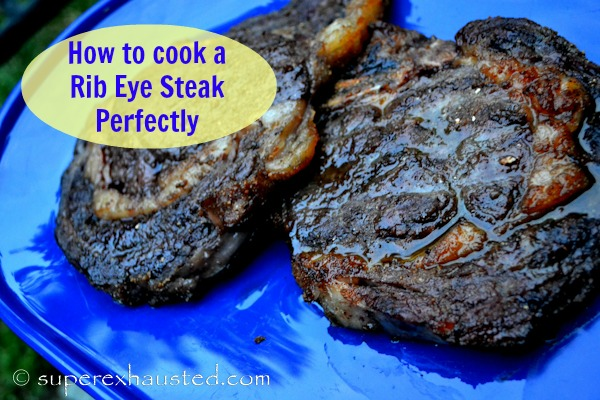 How to cook a
Rib Eye Steak
Perfectly
© superexhausted.com